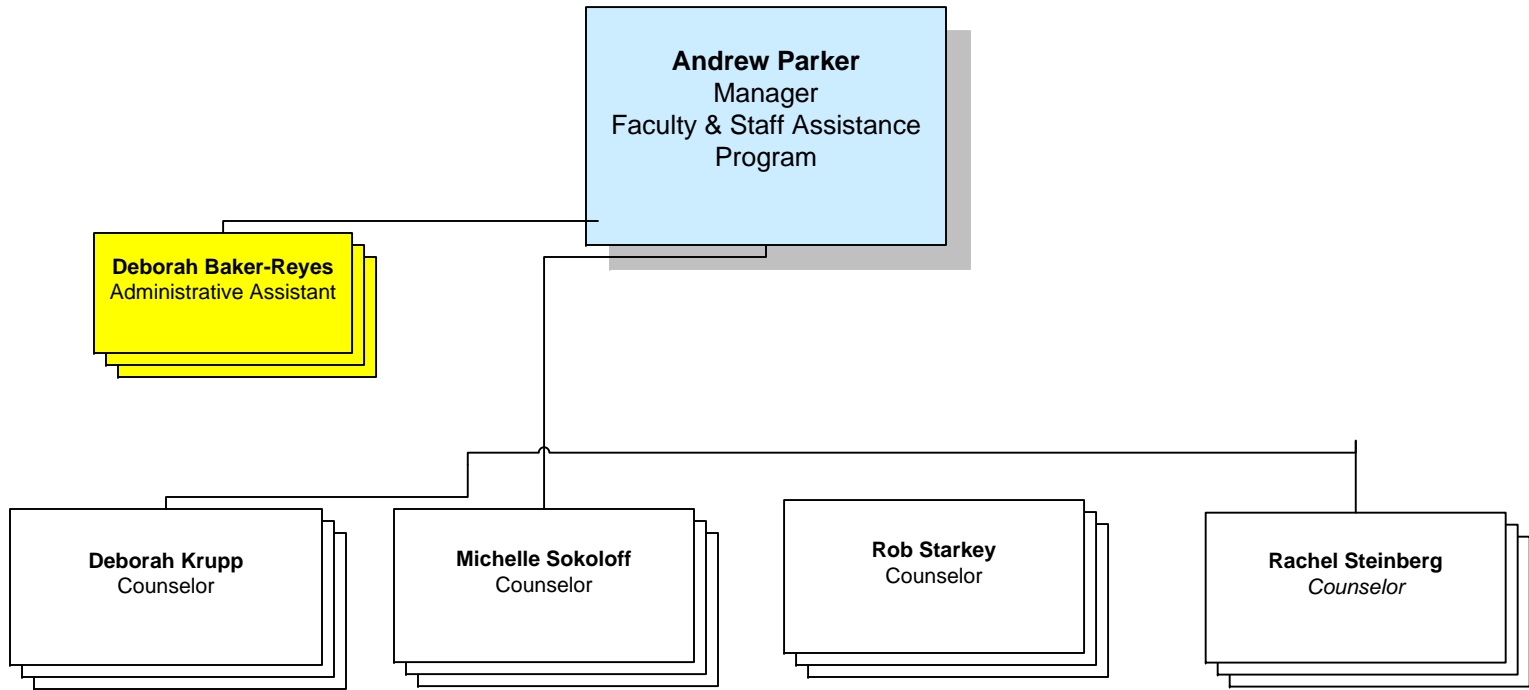 Andrew Parker
Manager
Faculty & Staff Assistance
Program
Deborah Baker-Reyes
Administrative Assistant
Deborah Krupp
Counselor
Michelle Sokoloff
Counselor
Rob Starkey
Counselor
Rachel Steinberg
Counselor